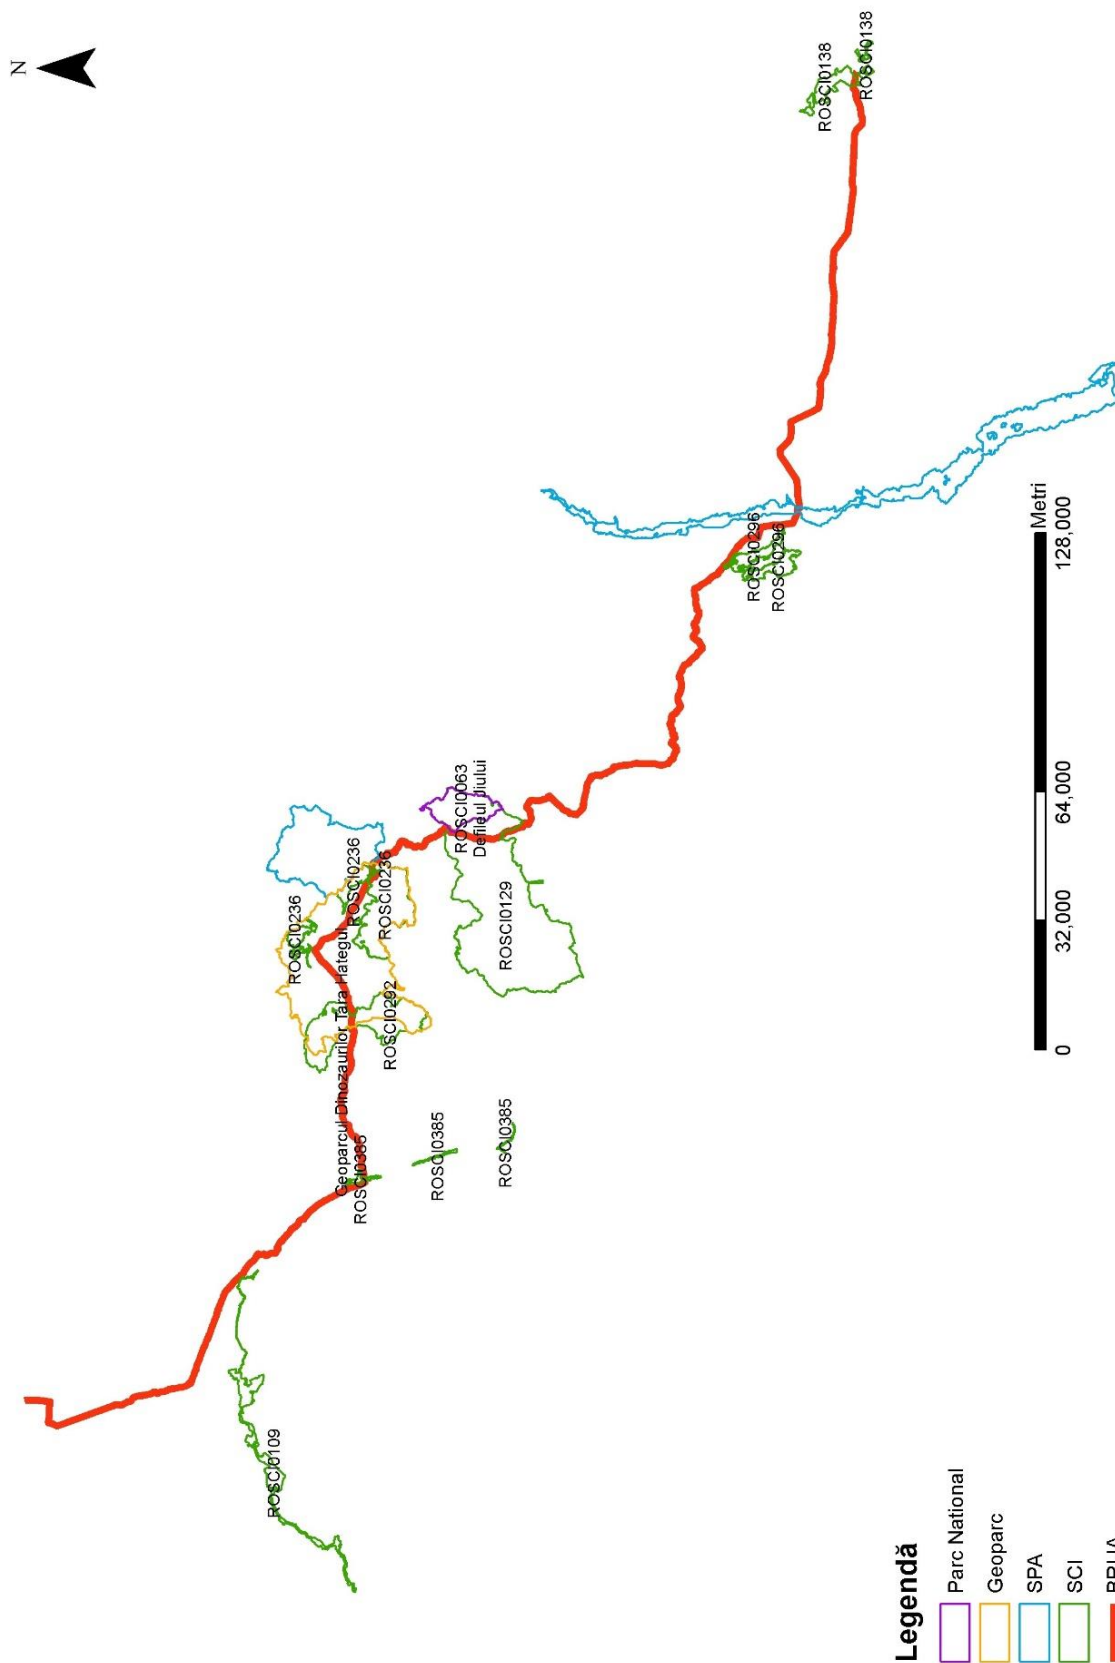 N
ROSCI0109
ROSCI0236
Geoparcul Dinozaurilor Tara Hategul
ROSCI0236
ROSCI0385
ROSCI0236
ROSCI0292
ROSCI0385
ROSCI0063
Defileul Jiului
ROSCI0385
ROSCI0129
ROSCI0296
ROSCI0296
ROSCI0138
ROSCI0138
Legendă
Parc National
Geoparc
SPA
SCI
0 32,000 64,000 128,000
Metri